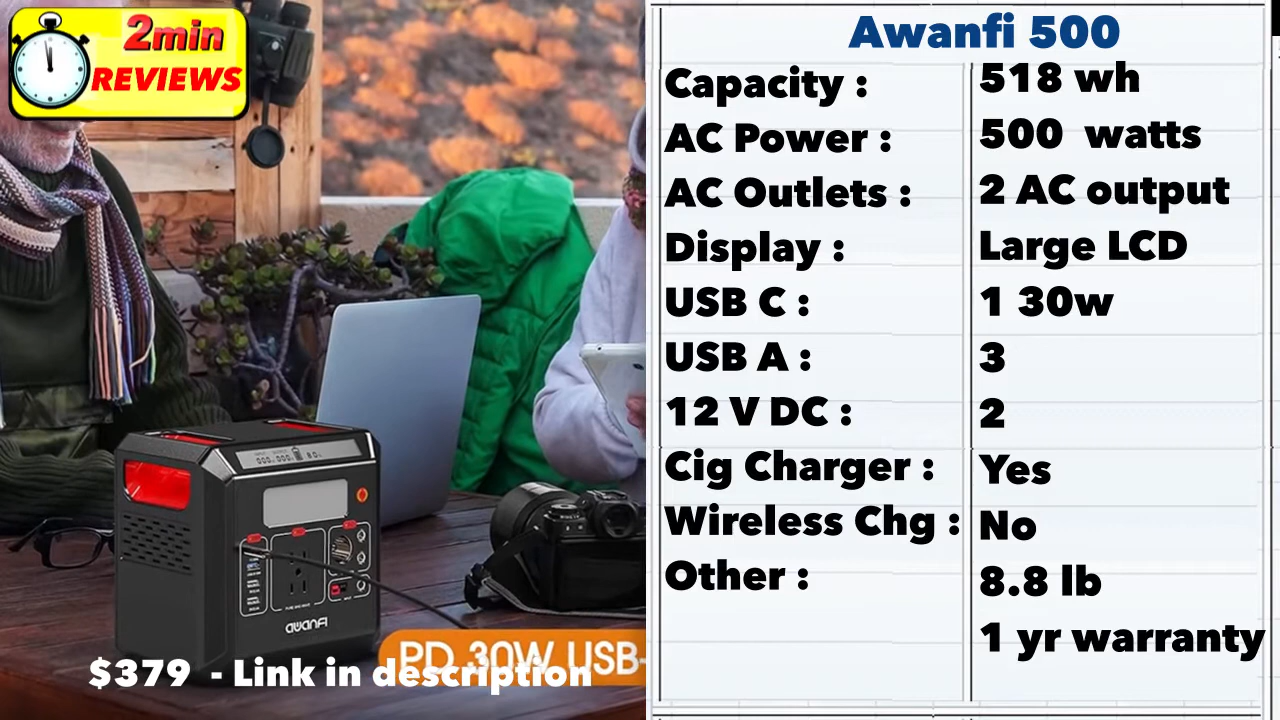 2min
REVIEWS
Awanfi 500
Capacity : 518 wh
AC Power : 500 watts
AC Outlets : 2 AC output
Display : Large LCD
USB C : 1 30w
USB A : 3
12 V DC : 2
Cig Charger : Yes
Wireless Chg : No
Other : 8.8 lb
1 yr warranty
awanfi
PD 30W USB-
$379 - Link in description